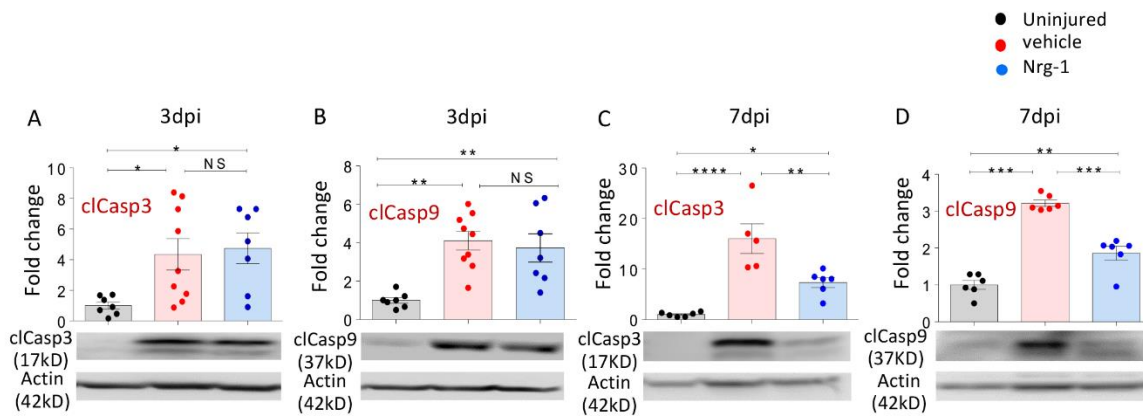 Uninjured
vehicle
Nrg-1
A 3dpi
* 
* NS
10
8
6
4
2
0
Fold change
clCasp3
clCasp3
(17kD)
Actin
(42kD)
B 3dpi
**
** NS
8
6
4
2
0
Fold change
clCasp9
clCasp9
(37kD)
Actin
(42kD)
C 7dpi
*
**** **
30
20
10
0
Fold change
clCasp3
clCasp3
(17KD)
Actin
(42kD)
D 7dpi
**
*** ***
4
3
2
1
0
Fold change
clCasp9
clCasp9
(37KD)
Actin
(42kD)